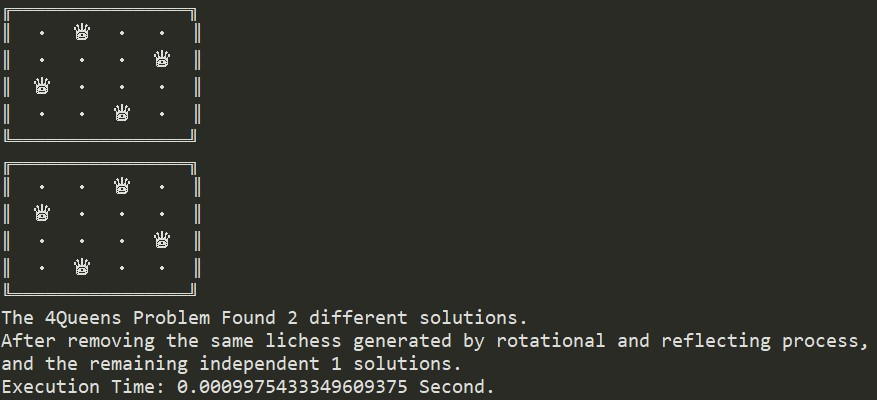 The 4Queens Problem Found 2 different solutions.
After removing the same lichess generated by rotational and reflecting process,
and the remaining independent 1 solutions.
Execution Time: 0.0009975433349609375 Second.